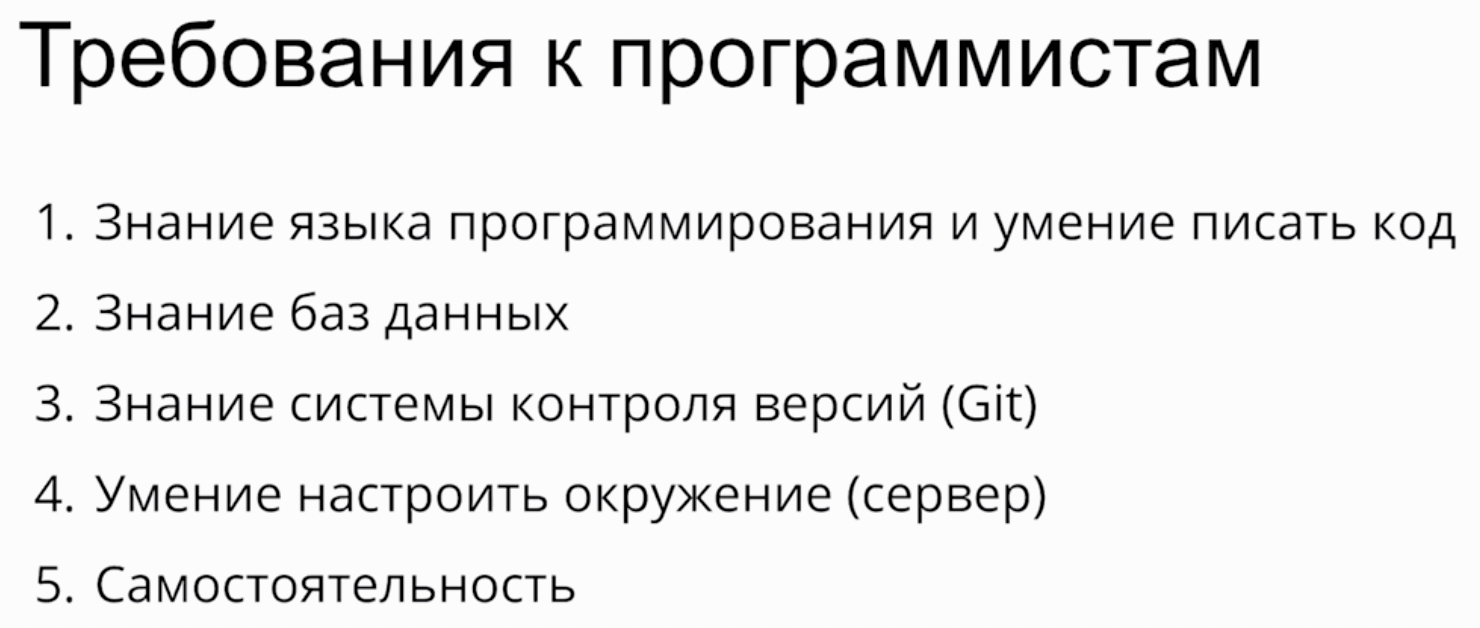 Требования к программистам
1. Знание языка программирования и умение писать код
2. Знание баз данных
3. Знание системы контроля версий (Git)
4. Умение настроить окружение (сервер)
5. Самостоятельность